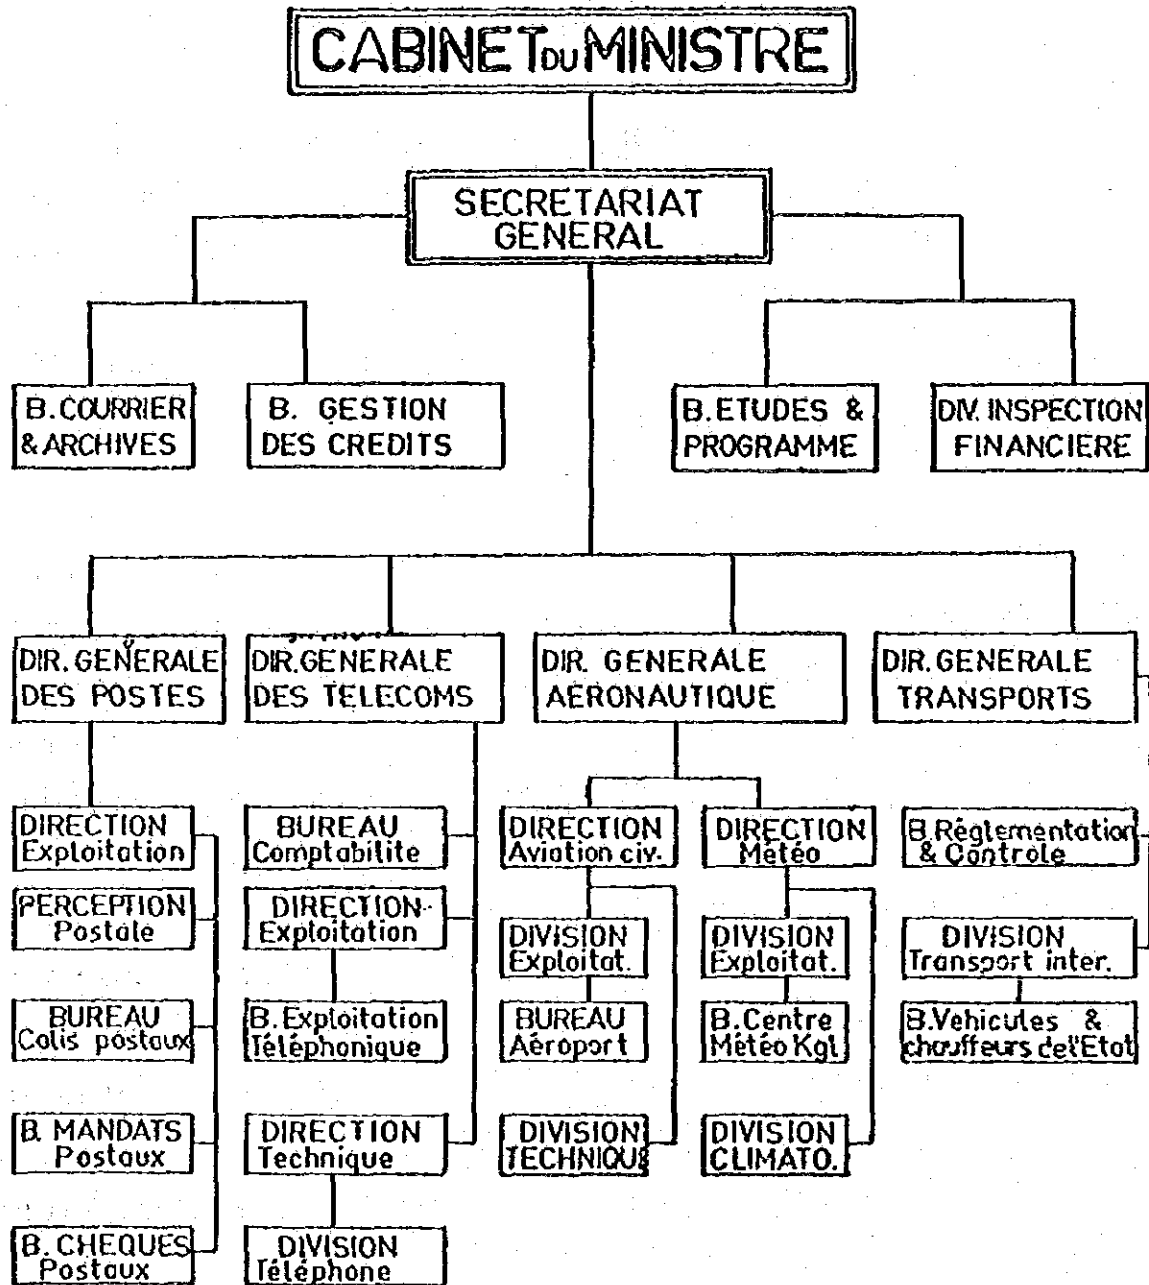 CABINET DU MINISTRE
SECRETARIAT
GENERAL
B. COURRIER
& ARCHIVES
B. GESTION
DES CREDITS
B. ETUDES &
PROGRAMME
DIV. INSPECTION
FINANCIERE
DIR. GENERALE
DES POSTES
DIR. GENERALE
DES TELECOMS
DIR. GENERALE
AERONAUTIQUE
DIR. GENERALE
TRANSPORTS
DIRECTION
Exploitation
PERCEPTION
Postale
BUREAU
Colis postaux
B. MANDATS
Postaux
B. CHEQUES
Postaux
BUREAU
Comptabilite
DIRECTION
Exploitation
B. Exploitation
Téléphonique
DIRECTION
Technique
DIVISION
Téléphone
DIRECTION
Aviation civ.
DIVISION
Exploitat.
BUREAU
Aéroport
DIVISION
TECHNIQUE
DIRECTION
Météo
DIVISION
Exploitat.
B. Centre
Météo Kgl.
DIVISION
CLIMATO.
B. Réglementation
& Contrôle
DIVISION
Transport inter.
B. Vehicules &
chauffeurs de l'Etat